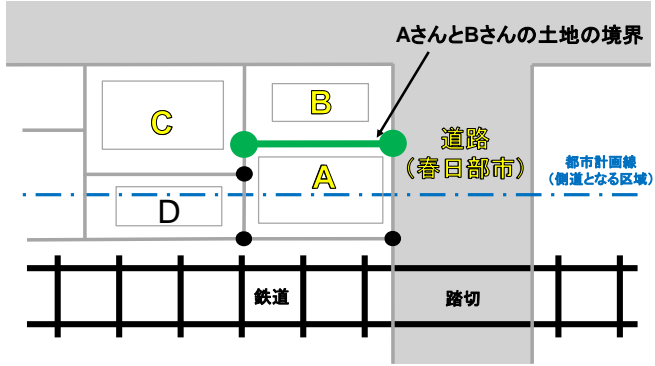 AさんとBさんの土地の境界
B
C
道路
(春日部市)
都市計画線
(側道となる区域)
A
D
鉄道
踏切